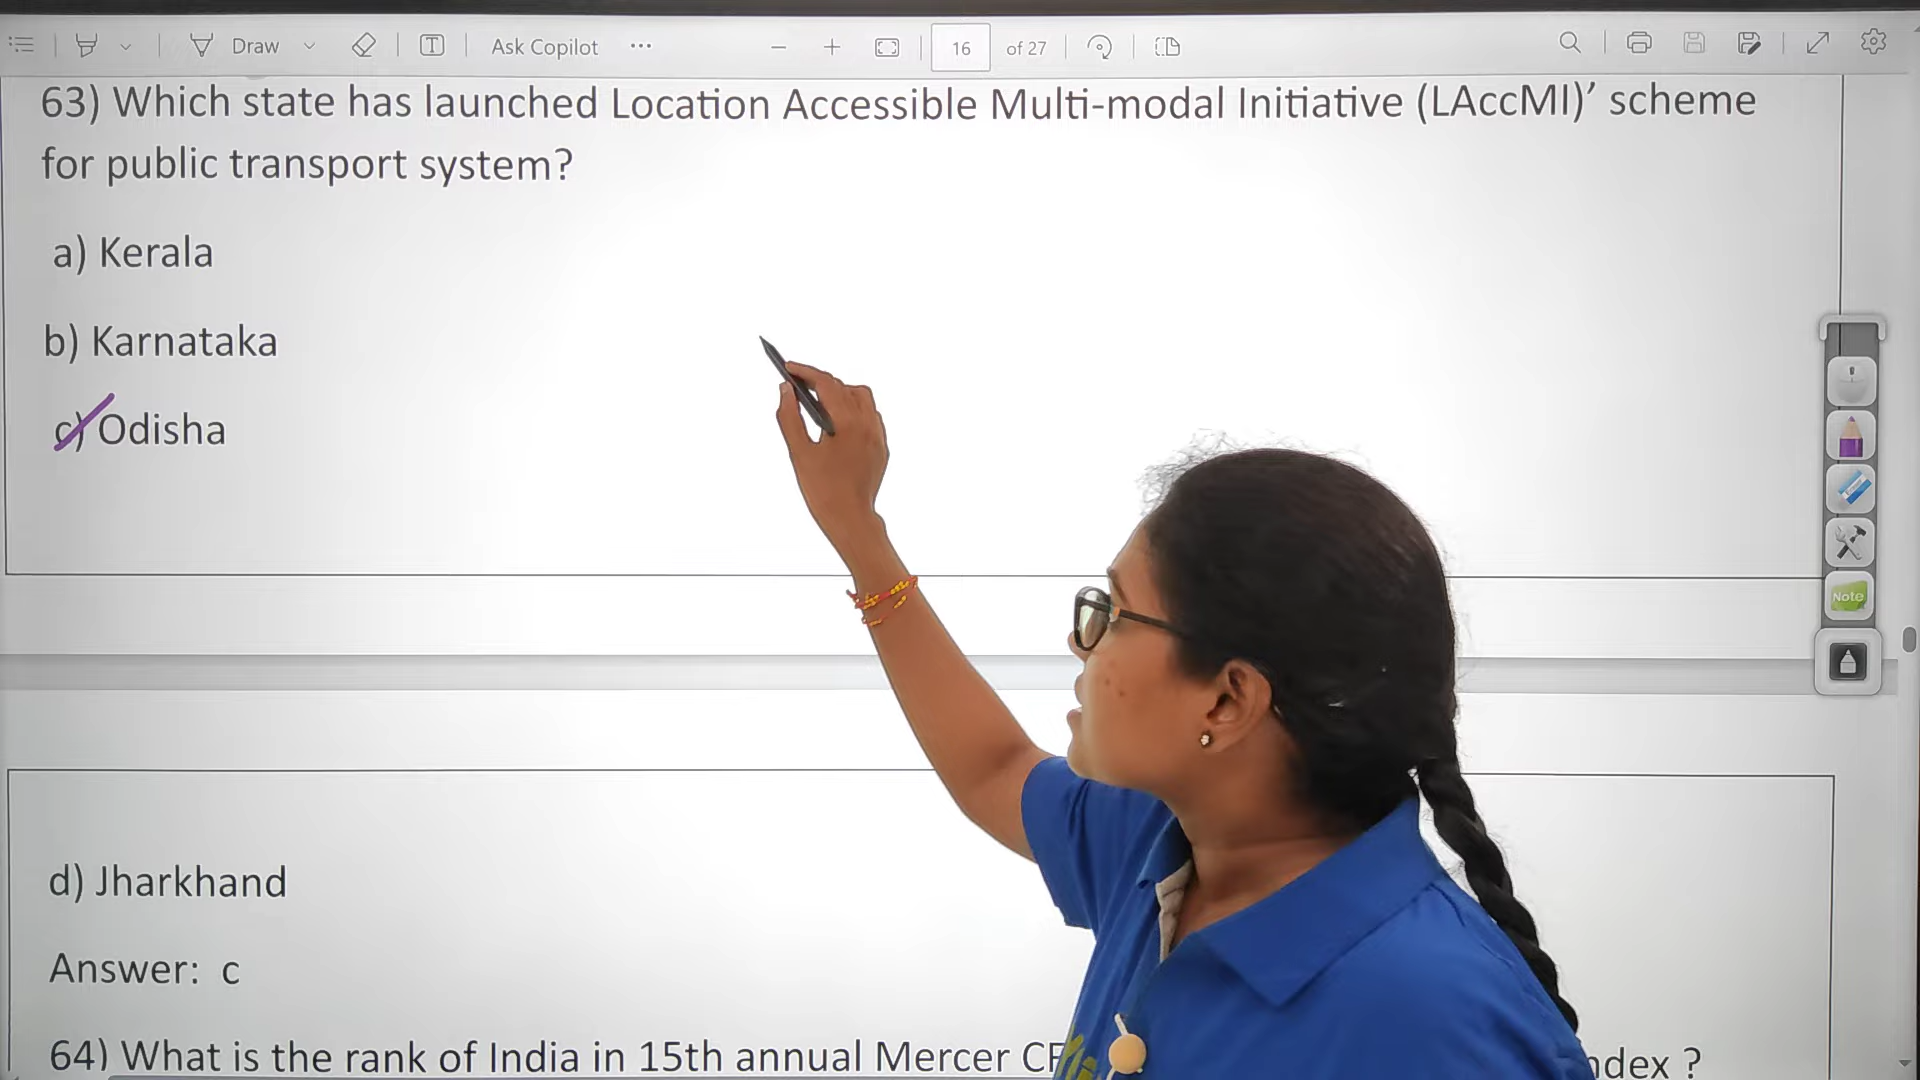 Draw
Ask Copilot
16 of 27
63) Which state has launched Location Accessible Multi-modal Initiative (LAccMI)’ scheme
for public transport system?
a) Kerala
b) Karnataka
c) Odisha
Note
d) Jharkhand
Answer: c
64) What is the rank of India in 15th annual Mercer ndex ?